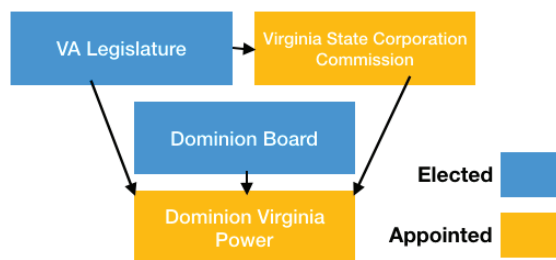 VA Legislature
Virginia State Corporation
Commission
Dominion Board
Dominion Virginia
Power
Elected
Appointed